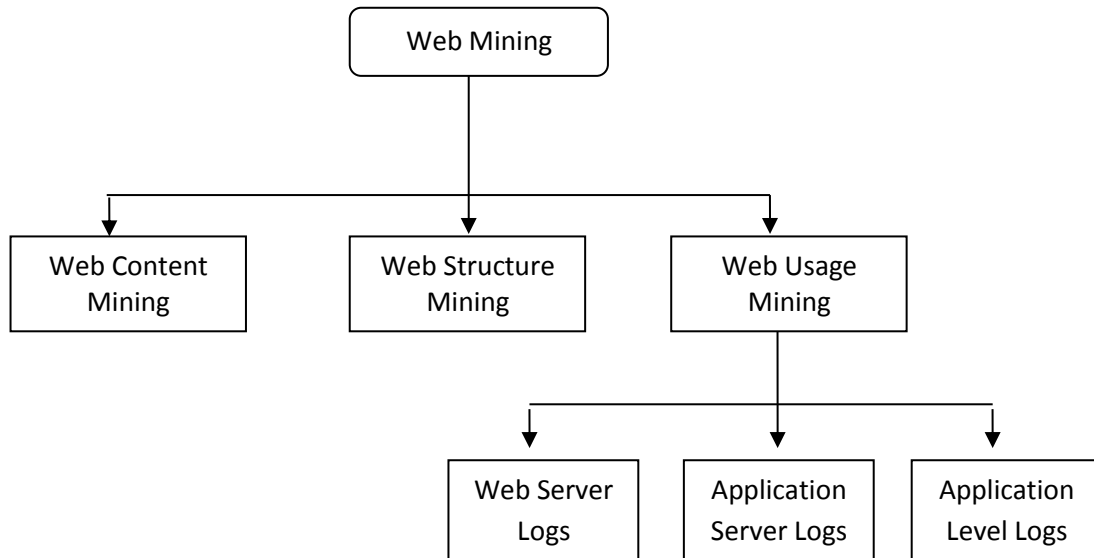 Web Mining
Web Content
Mining
Web Structure
Mining
Web Usage
Mining
Web Server
Logs
Application
Server Logs
Application
Level Logs